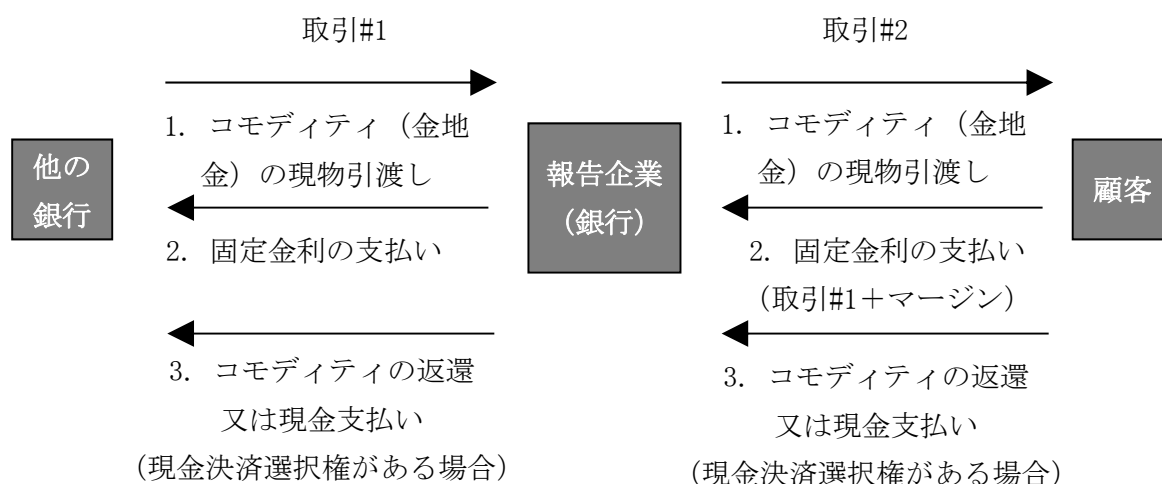 取引#1
取引#2
1. コモディティ（金地
金）の現物引渡し
1. コモディティ（金地
金）の現物引渡し
他の
銀行
報告企業
（銀行）
顧客
2. 固定金利の支払い
2. 固定金利の支払い
（取引#1＋マージン）
3. コモディティの返還
又は現金支払い
（現金決済選択権がある場合）
3. コモディティの返還
又は現金支払い
（現金決済選択権がある場合）